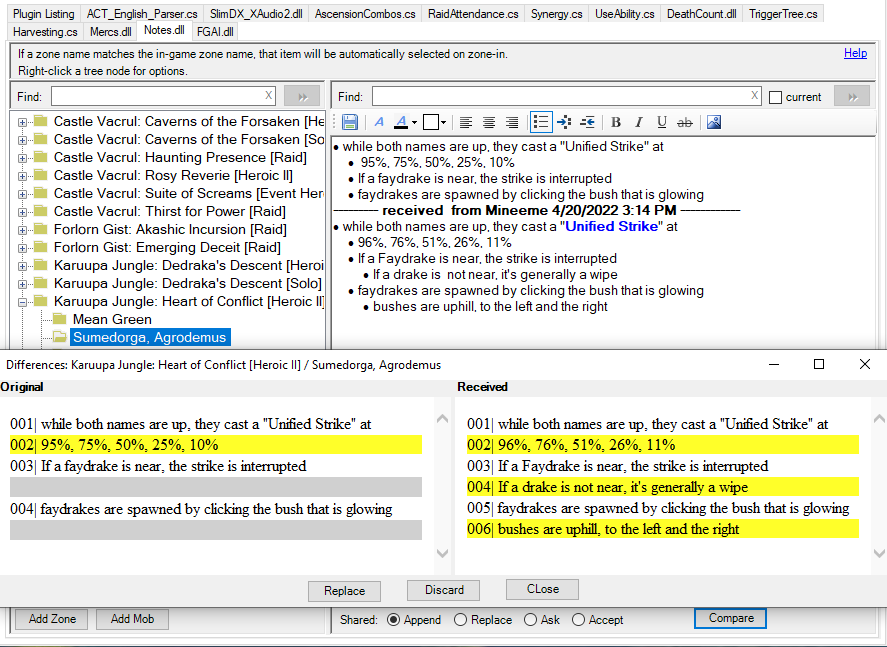 Plugin Listing ACT_English_Parser.cs SlimDX_XAudio2.dll AscensionCombos.cs RaidAttendance.cs Synergy.cs UseAbility.cs DeathCount.dll TriggerTree.cs
Harvesting.cs Mercs.dll Notes.dll FGAI.dll
If a zone name matches the in-game zone name, that item will be automatically selected on zone-in. Help
Right-click a tree node for options.
Find: X »
Castle Vacrul: Caverns of the Forsaken [He
Castle Vacrul: Caverns of the Forsaken [So
Castle Vacrul: Haunting Presence [Raid]
Castle Vacrul: Rosy Reverie [Heroic II]
Castle Vacrul: Suite of Screams [Event Her
Castle Vacrul: Thirst for Power [Raid]
Forlorn Gist: Akashic Incursion [Raid]
Forlorn Gist: Emerging Deceit [Raid]
Karuupa Jungle: Dedraka's Descent [Heroi
Karuupa Jungle: Dedraka's Descent [Solo]
Karuupa Jungle: Heart of Conflict [Heroic II]
Mean Green
Sumedorga, Agrodemus
Find: X current »
A A B I U ab
• while both names are up, they cast a "Unified Strike" at
• 95%, 75%, 50%, 25%, 10%
• If a faydrake is near, the strike is interrupted
• faydrakes are spawned by clicking the bush that is glowing
---------- received from Mineeme 4/20/2022 3:14 PM -------------
• while both names are up, they cast a "Unified Strike" at
• 96%, 76%, 51%, 26%, 11%
• If a Faydrake is near, the strike is interrupted
• If a drake is not near, it's generally a wipe
• faydrakes are spawned by clicking the bush that is glowing
• bushes are uphill, to the left and the right
Differences: Karuupa Jungle: Heart of Conflict [Heroic II] / Sumedorga, Agrodemus
Original
001| while both names are up, they cast a "Unified Strike" at
002| 95%, 75%, 50%, 25%, 10%
003| If a faydrake is near, the strike is interrupted
004| faydrakes are spawned by clicking the bush that is glowing
Received
001| while both names are up, they cast a "Unified Strike" at
002| 96%, 76%, 51%, 26%, 11%
003| If a Faydrake is near, the strike is interrupted
004| If a drake is not near, it's generally a wipe
005| faydrakes are spawned by clicking the bush that is glowing
006| bushes are uphill, to the left and the right
Replace Discard CLose
Add Zone Add Mob Shared: Append Replace Ask Accept Compare